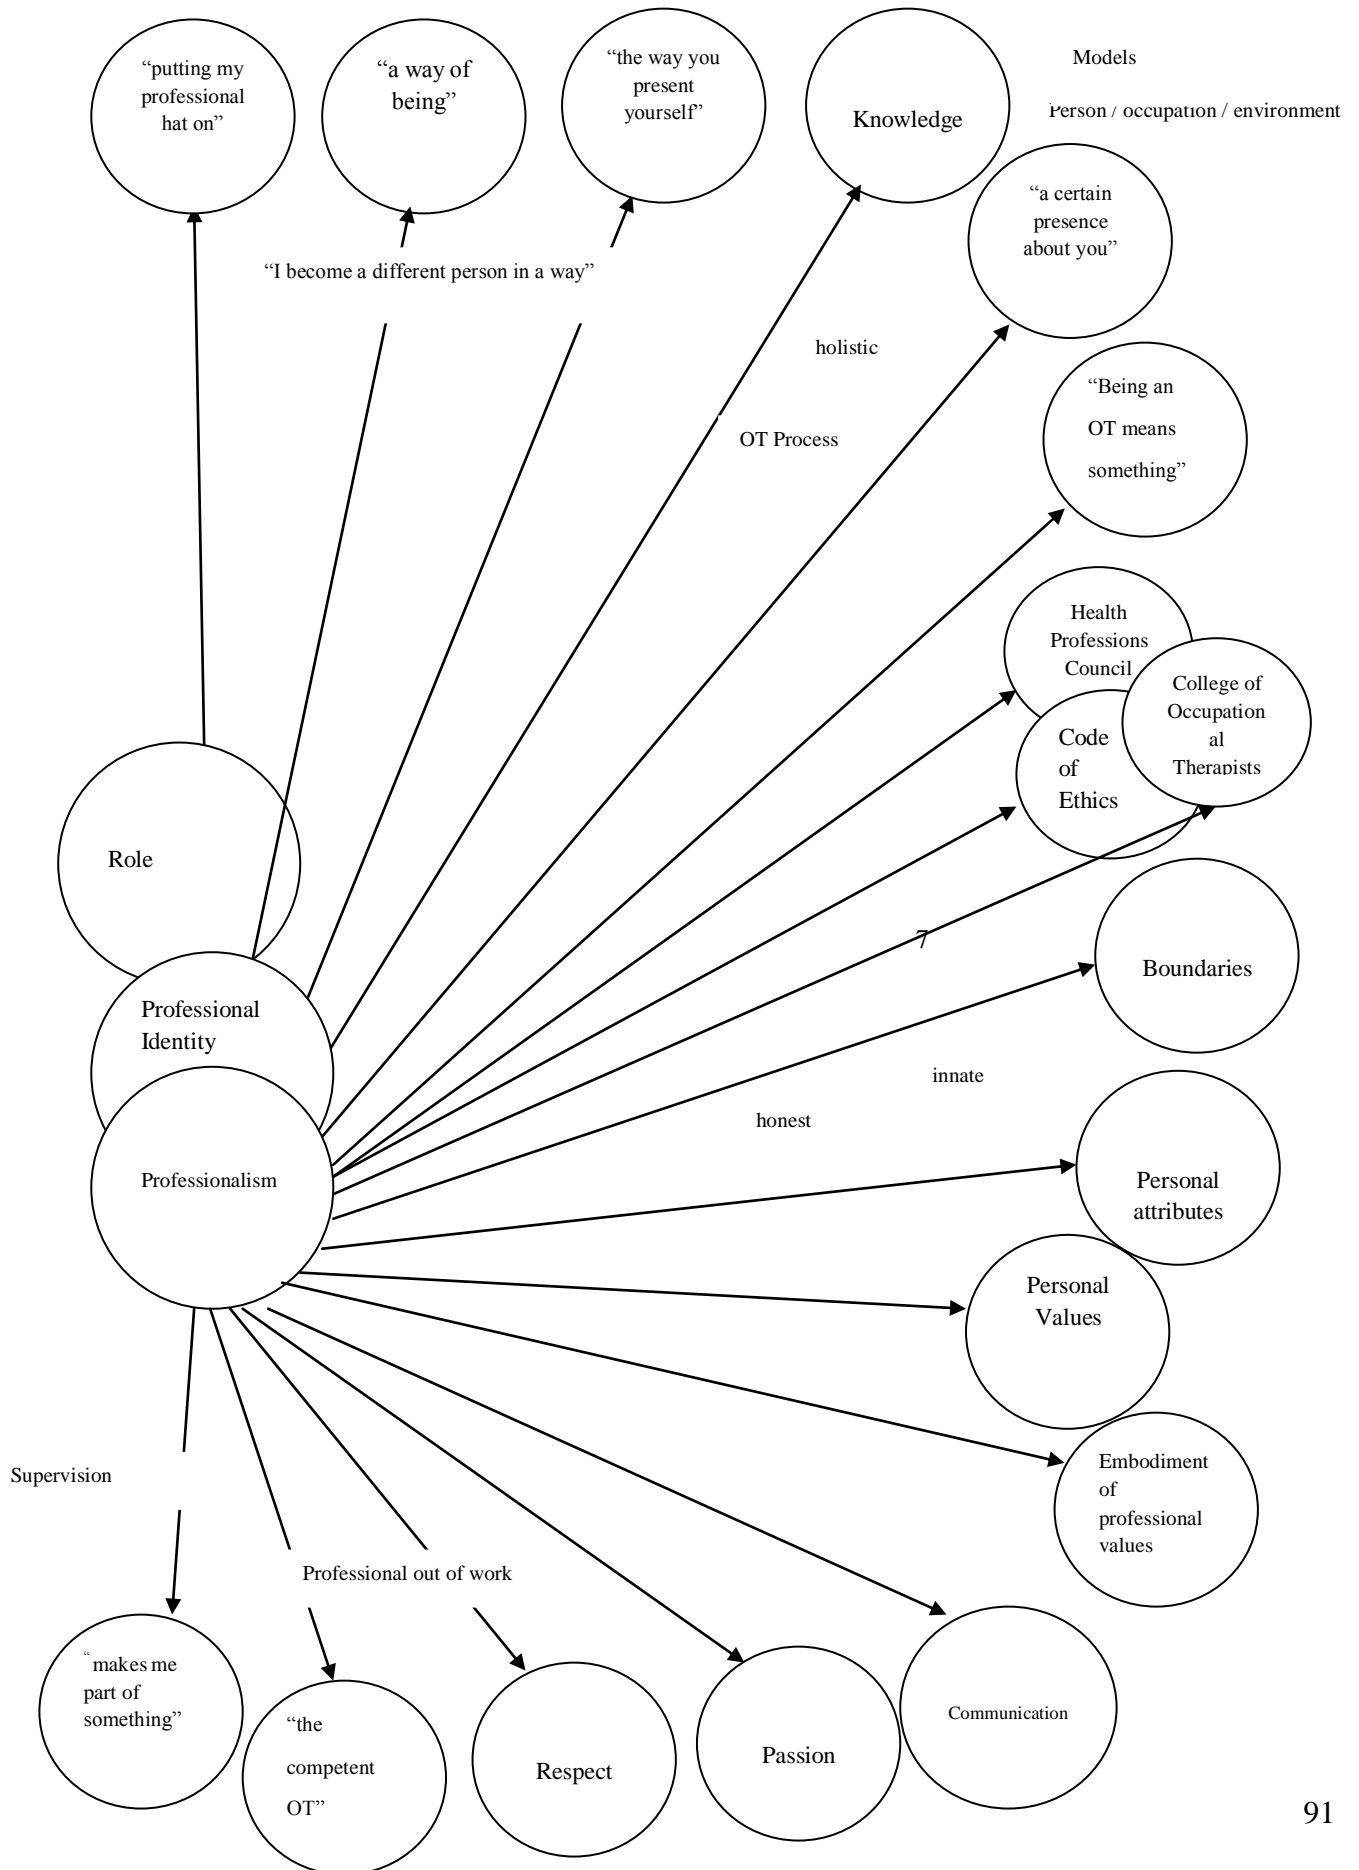 “putting my
professional
hat on”
“a way of
being”
“the way you
present
yourself”
Knowledge
Models
Person / occupation / environment
“a certain
presence
about you”
“I become a different person in a way”
holistic
“Being an
OT means
something”
OT Process
Health
Professions
Council
College of
Occupation
al
Therapists
Code
of
Ethics
Role
7
Boundaries
Professional
Identity
innate
honest
Professionalism
Personal
attributes
Personal
Values
Supervision
Embodiment
of
professional
values
Professional out of work
“makes me
part of
something”
“the
competent
OT”
Respect
Passion
Communication
91